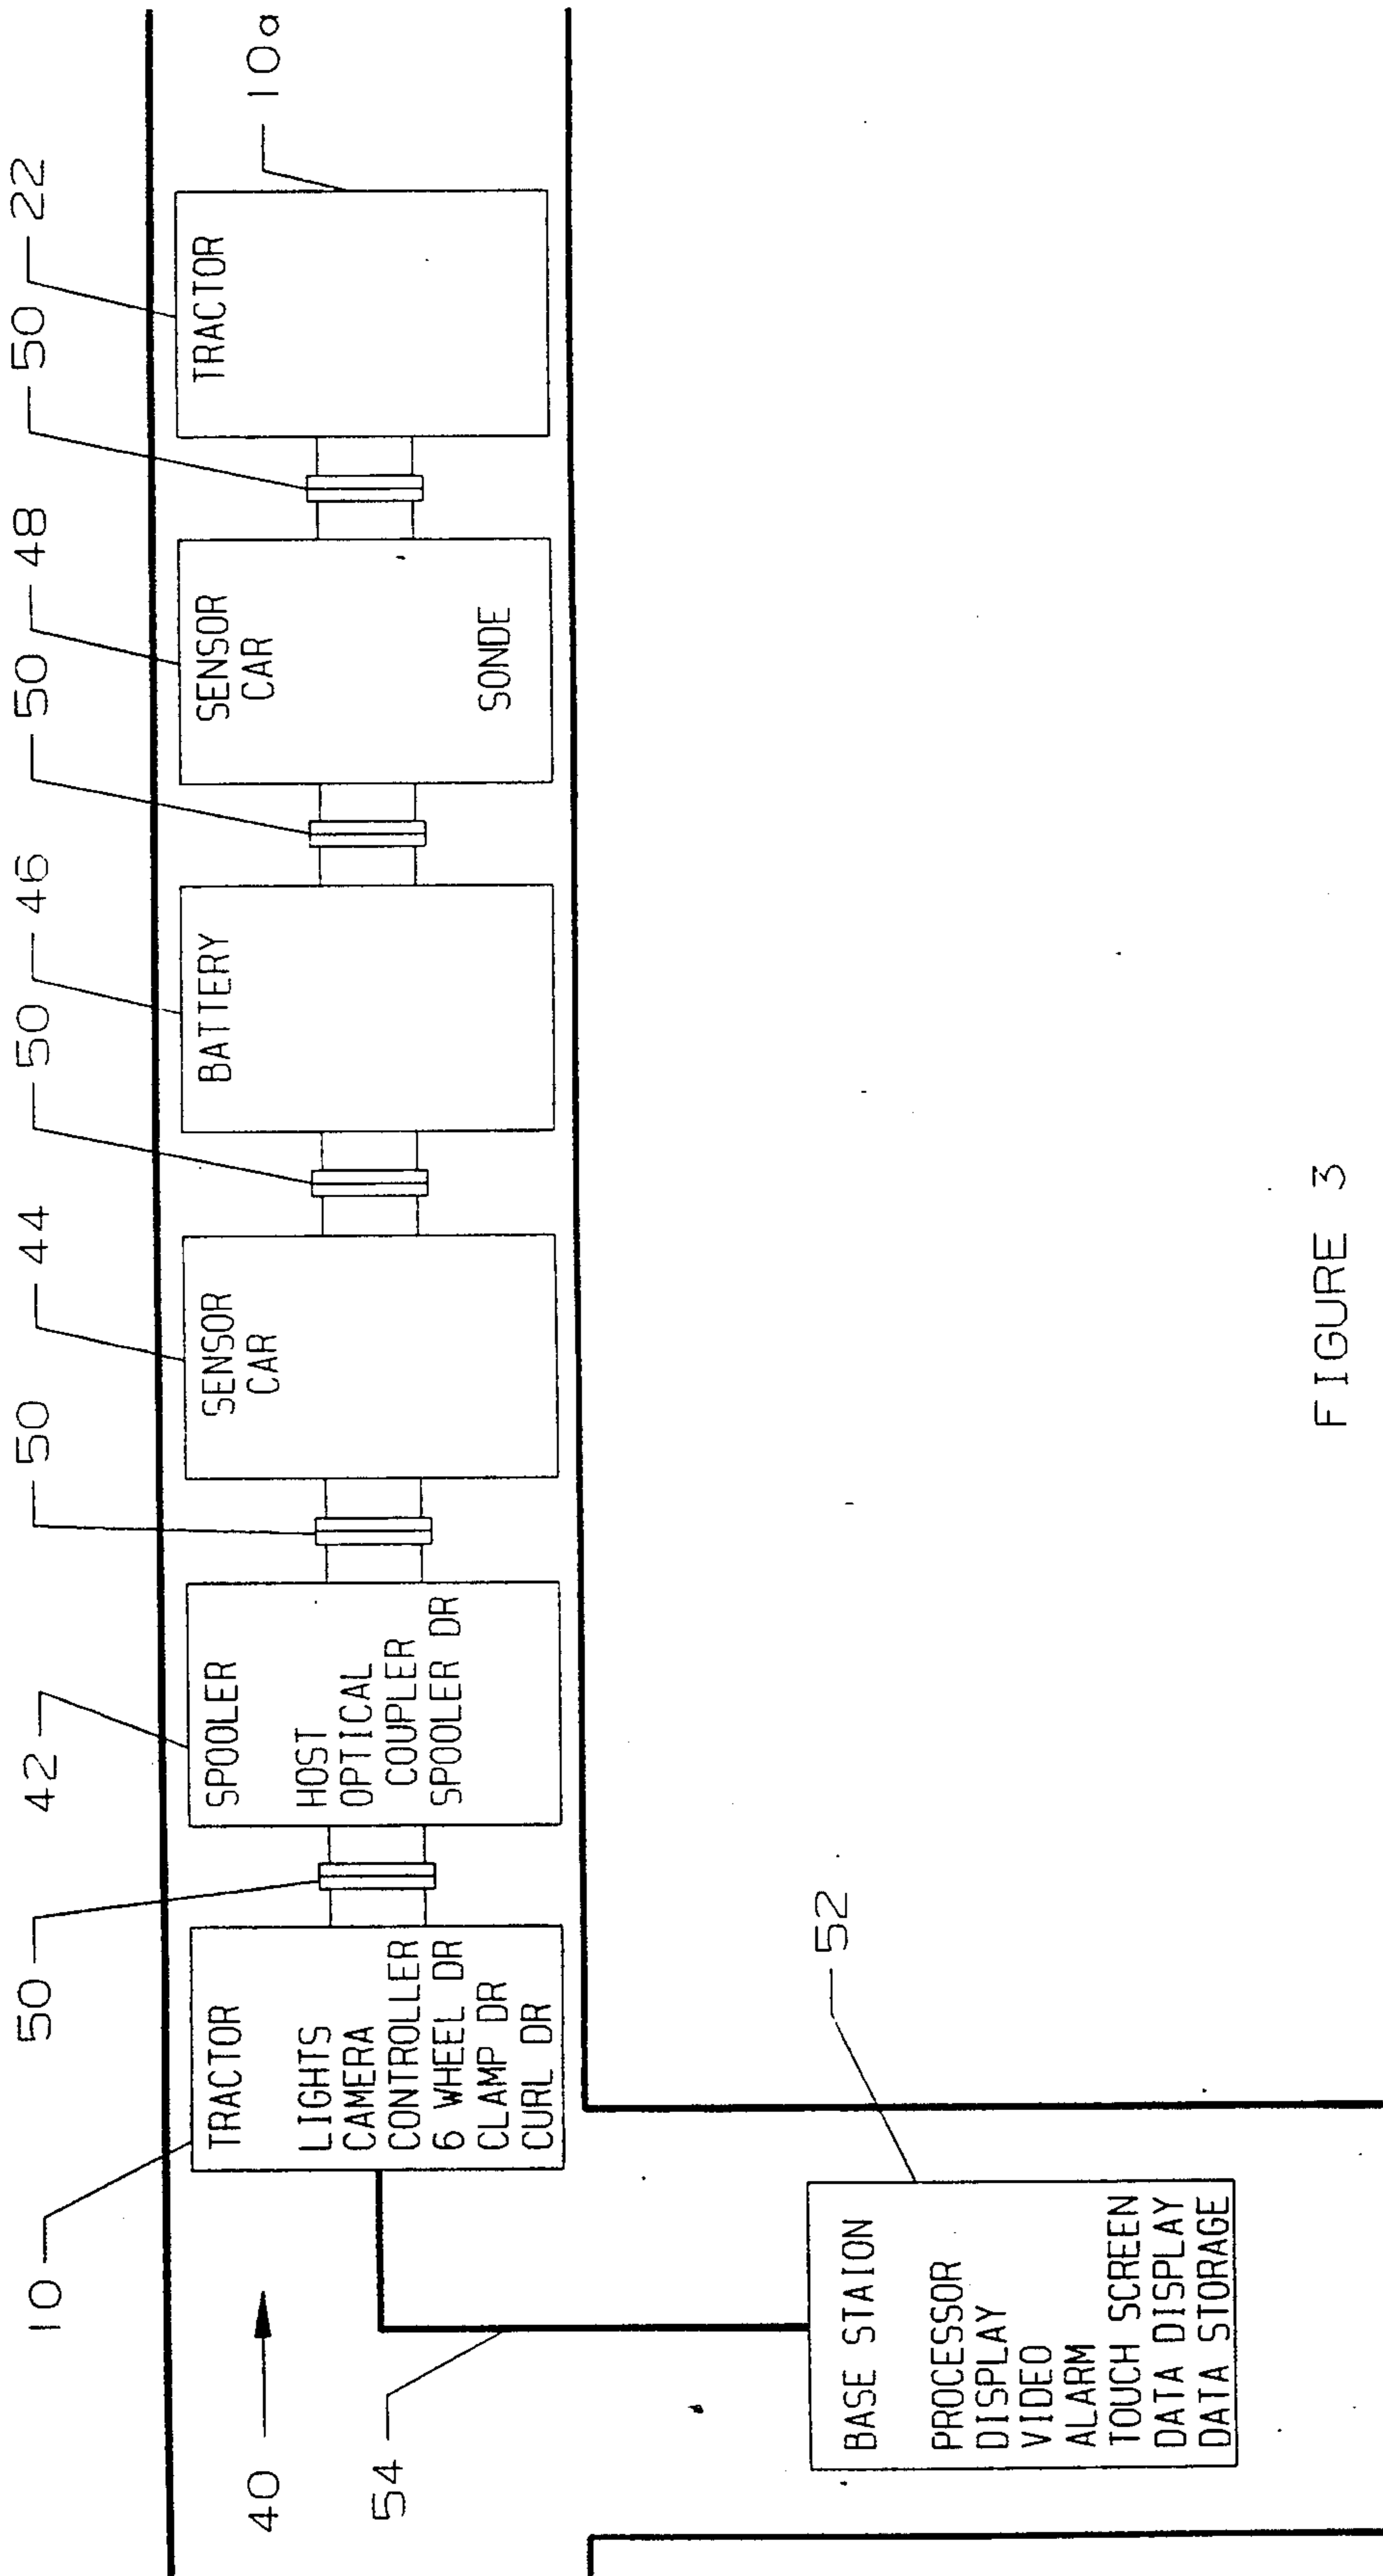 10
50
42
50
44
50
46
50
48
50
22
TRACTOR
LIGHTS
CAMERA
CONTROLLER
6 WHEEL DR
CLAMP DR
CURL DR
SPOOLER
HOST
OPTICAL
COUPLER
SPOOLER DR
SENSOR
CAR
BATTERY
SENSOR
CAR
SONDE
TRACTOR
10a
40
54
52
BASE STAION
PROCESSOR
DISPLAY
VIDEO
ALARM
TOUCH SCREEN
DATA DISPLAY
DATA STORAGE
FIGURE 3